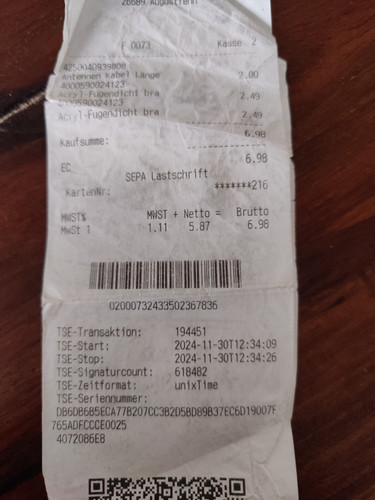 26689 Augustfehn
F 0073 Kasse 2
4250040939808
Antennen Kabel Länge 2.00
4000590024123
Acryl-Fugendicht bra 2.49
4000590024123
Acryl-Fugendicht bra 2.49
Kaufsumme: 6.98
EC 6.98
SEPA Lastschrift
KartenNr: *******216
MWST% MWST + Netto = Brutto
MwSt 1 1.11 5.87 6.98
02000732433502367836
TSE-Transaktion: 194451
TSE-Start: 2024-11-30T12:34:09
TSE-Stop: 2024-11-30T12:34:26
TSE-Signaturcount: 618482
TSE-Zeitformat: unixTime
TSE-Seriennummer:
DB6DB6B5ECA77B207CC3B2D5BD89B37EC6D19007F
765ADFCCCE0025
4072086E8